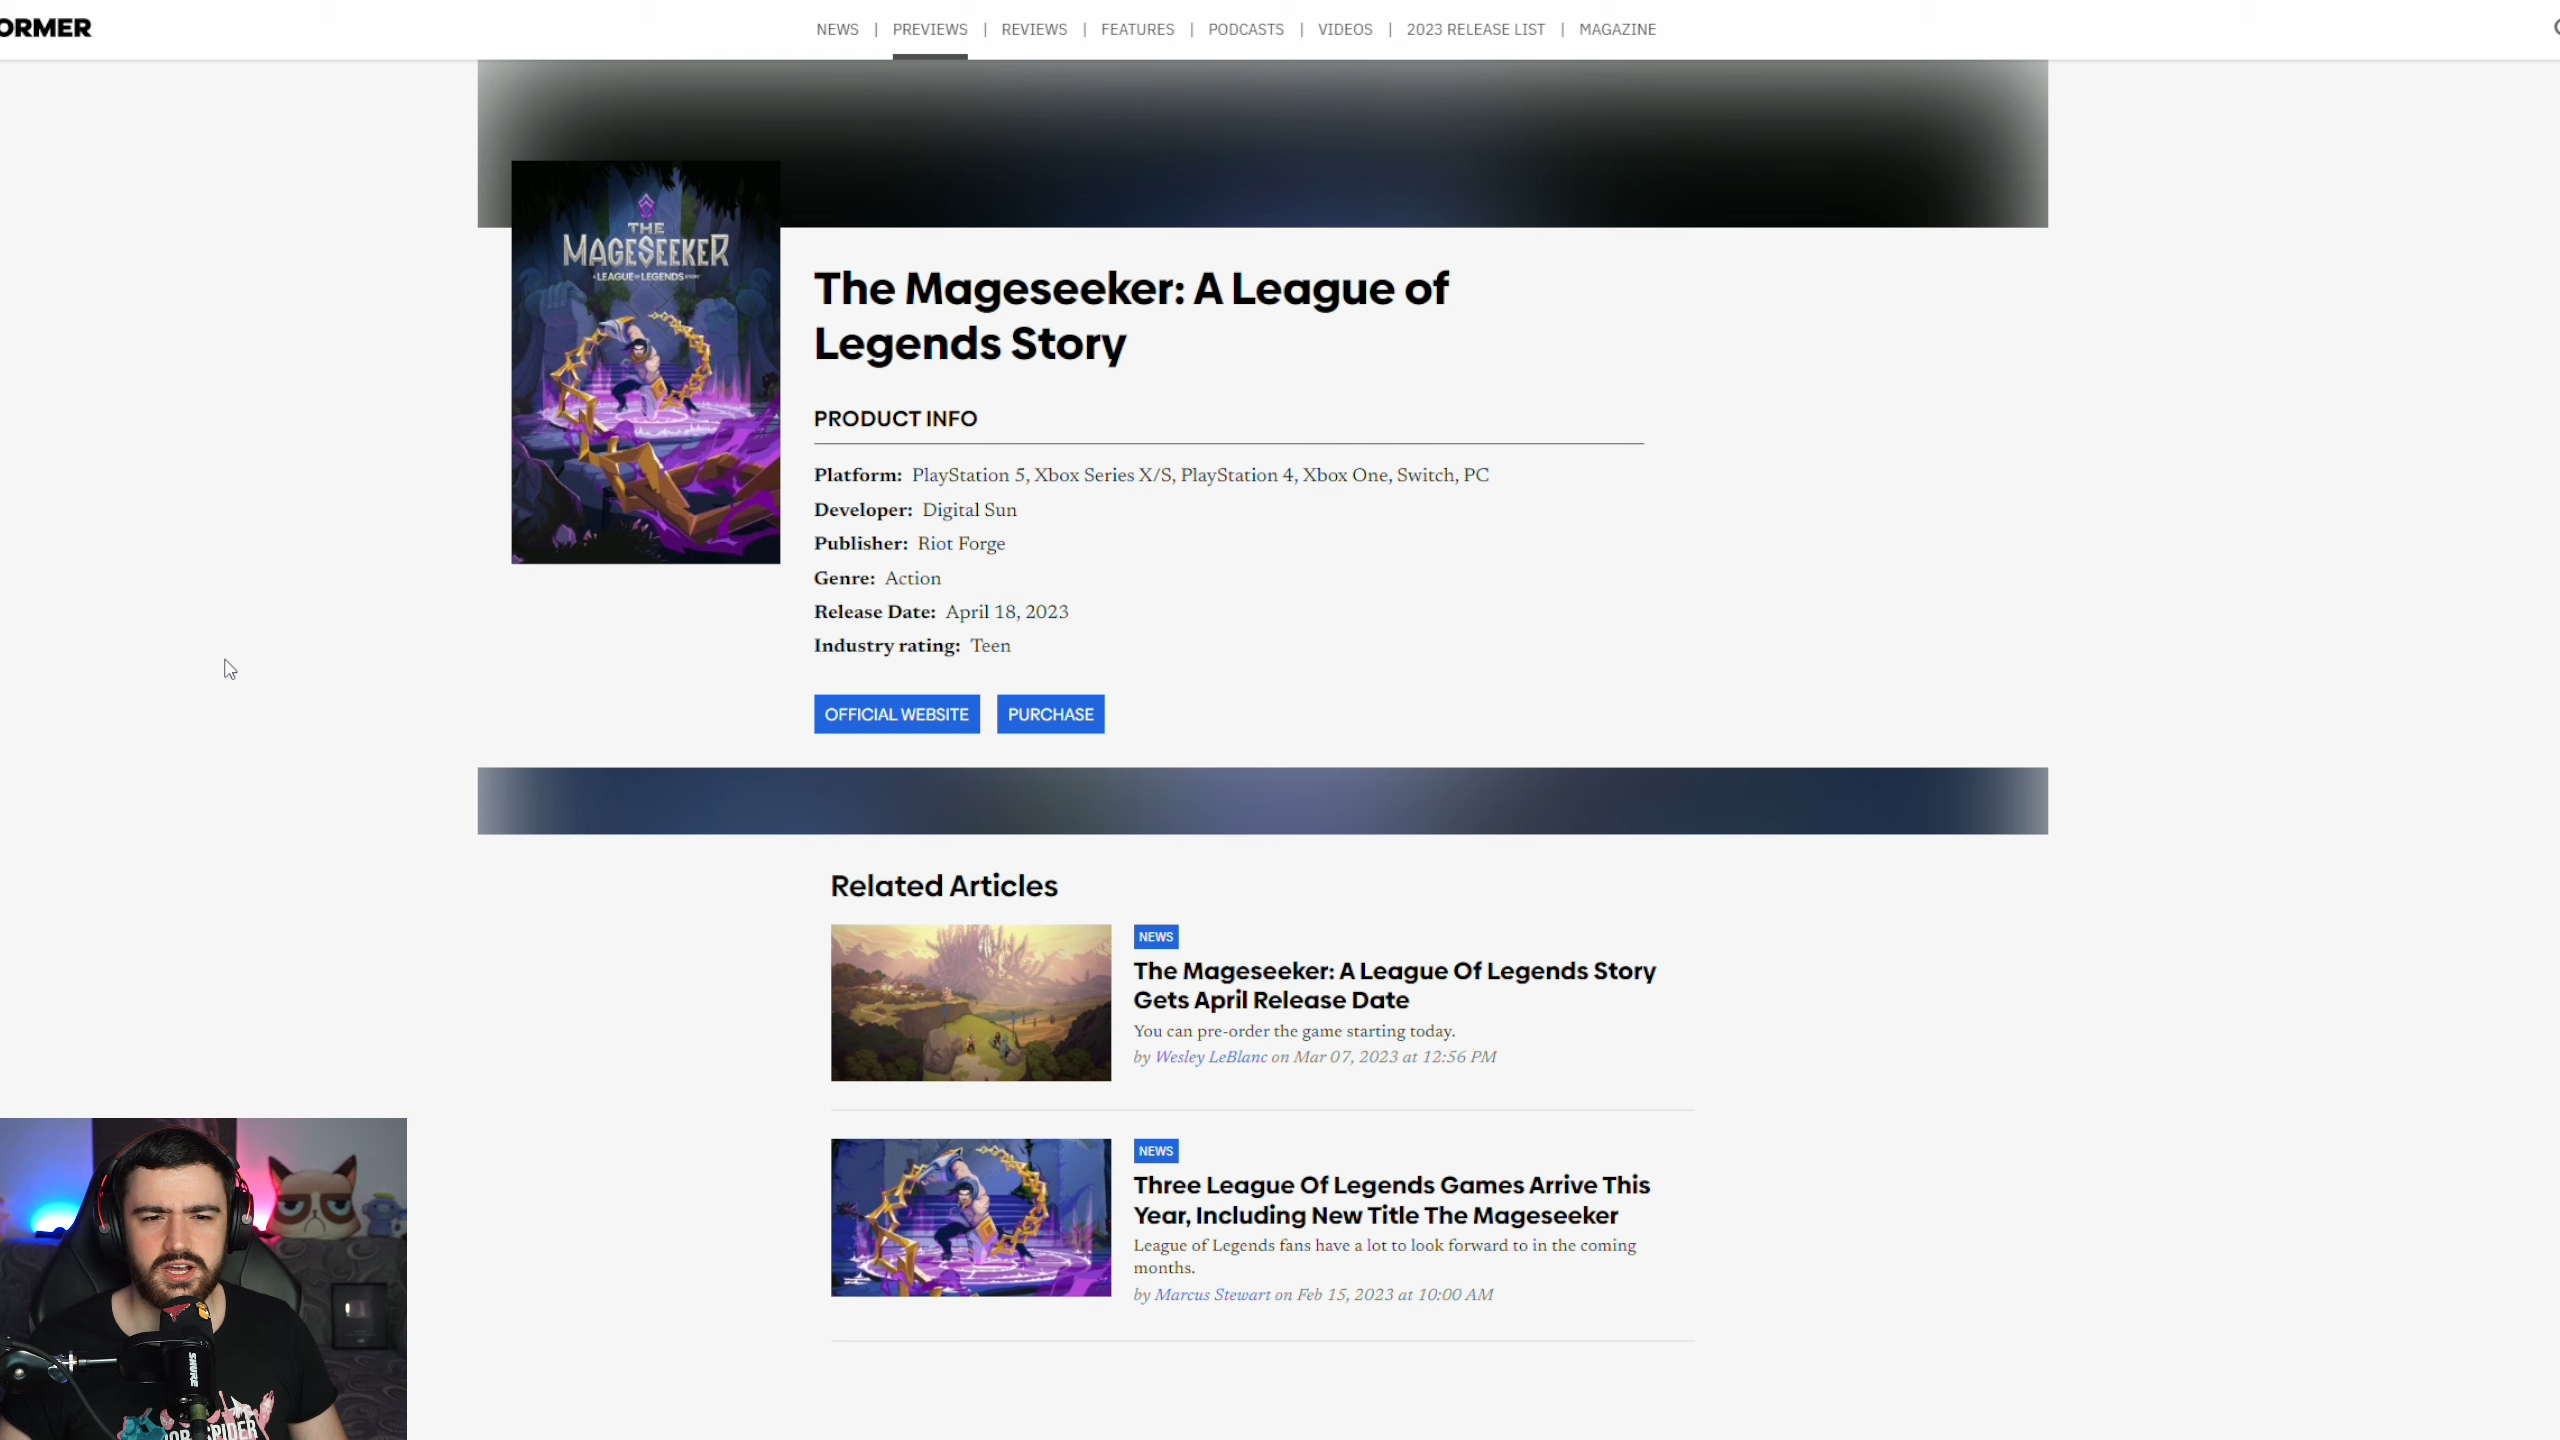 ORMER
NEWS | PREVIEWS | REVIEWS | FEATURES | PODCASTS | VIDEOS | 2023 RELEASE LIST | MAGAZINE
THE
MAGESEEKER
A LEAGUE OF LEGENDS STORY
The Mageseeker: A League of
Legends Story
PRODUCT INFO
Platform: PlayStation 5, Xbox Series X/S, PlayStation 4, Xbox One, Switch, PC
Developer: Digital Sun
Publisher: Riot Forge
Genre: Action
Release Date: April 18, 2023
Industry rating: Teen
OFFICIAL WEBSITE PURCHASE
Related Articles
NEWS
The Mageseeker: A League Of Legends Story
Gets April Release Date
You can pre-order the game starting today.
by Wesley LeBlanc on Mar 07, 2023 at 12:56 PM
NEWS
Three League Of Legends Games Arrive This
Year, Including New Title The Mageseeker
League of Legends fans have a lot to look forward to in the coming
months.
by Marcus Stewart on Feb 15, 2023 at 10:00 AM
SHURE